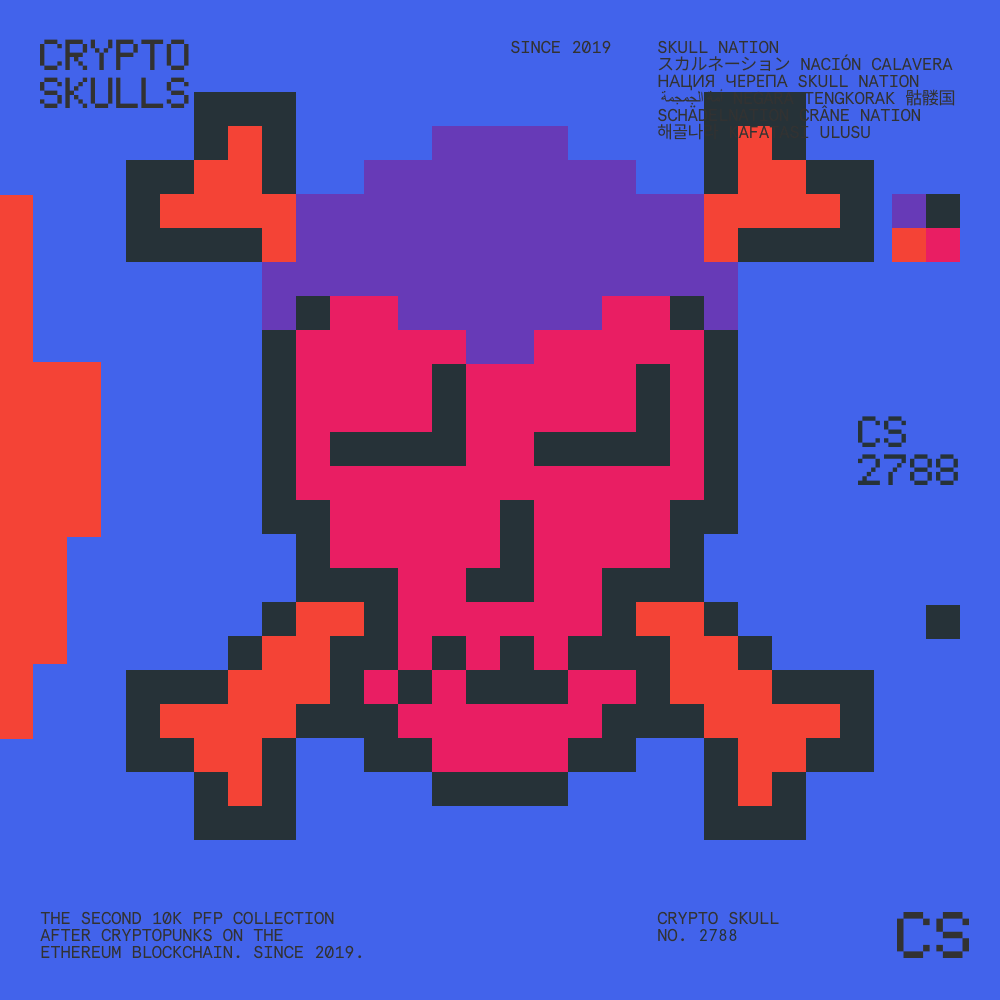 CRYPTO
SKULLS
SINCE 2019
SKULL NATION
スカルネーション NACIÓN CALAVERA
НАЦИЯ ЧЕРЕПА SKULL NATION
TENGKORAK 骷髅国
CRÂNE NATION
ULUSU
CS
2788
THE SECOND 10K PFP COLLECTION
AFTER CRYPTOPUNKS ON THE
ETHEREUM BLOCKCHAIN. SINCE 2019.
CRYPTO SKULL
NO. 2788
CS